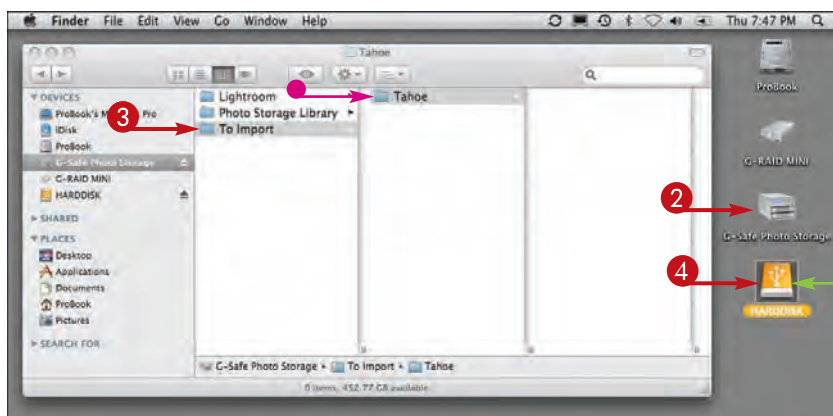 Finder File Edit View Go Window Help Thu 7:47 PM
Tahoe
DEVICES
ProBook's M Pro
iDisk
ProBook
G-Safe Photo Storage
G-RAID MINI
HARDDISK
SHARED
PLACES
Desktop
Applications
Documents
ProBook
Pictures
SEARCH FOR
Lightroom
Photo Storage Library
To Import
Tahoe
G-Safe Photo Storage To Import Tahoe
0 items, 452.77 GB available
3
2
4
ProBook
G-RAID MINI
G-Safe Photo Storage
HARDDISK